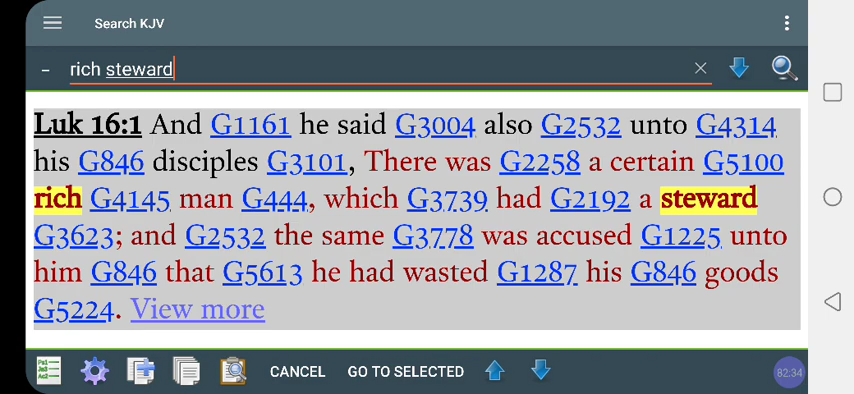 Search KJV
- rich steward
Luk 16:1 And G1161 he said G3004 also G2532 unto G4314
his G846 disciples G3101, There was G2258 a certain G5100
rich G4145 man G444, which G3739 had G2192 a steward
G3623; and G2532 the same G3778 was accused G1225 unto
him G846 that G5613 he had wasted G1287 his G846 goods
G5224. View more
CANCEL GO TO SELECTED 82:34